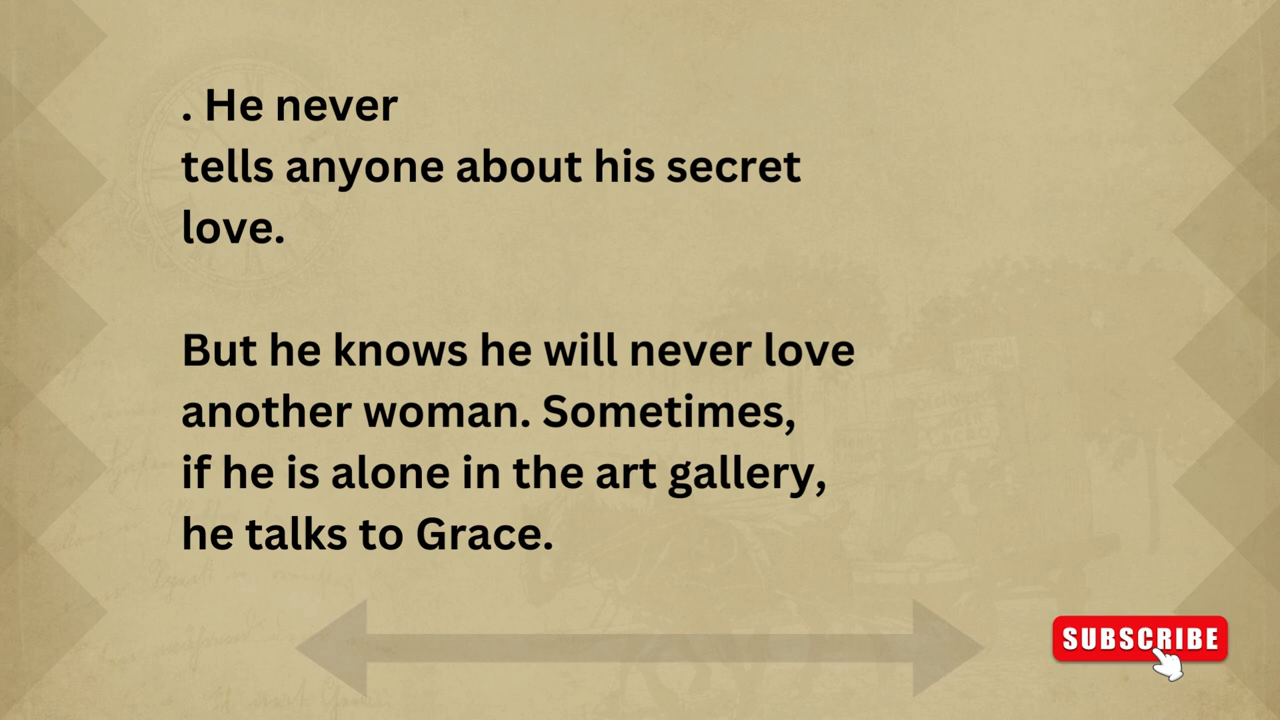 . He never
tells anyone about his secret
love.
But he knows he will never love
another woman. Sometimes,
if he is alone in the art gallery,
he talks to Grace.
SUBSCRIBE